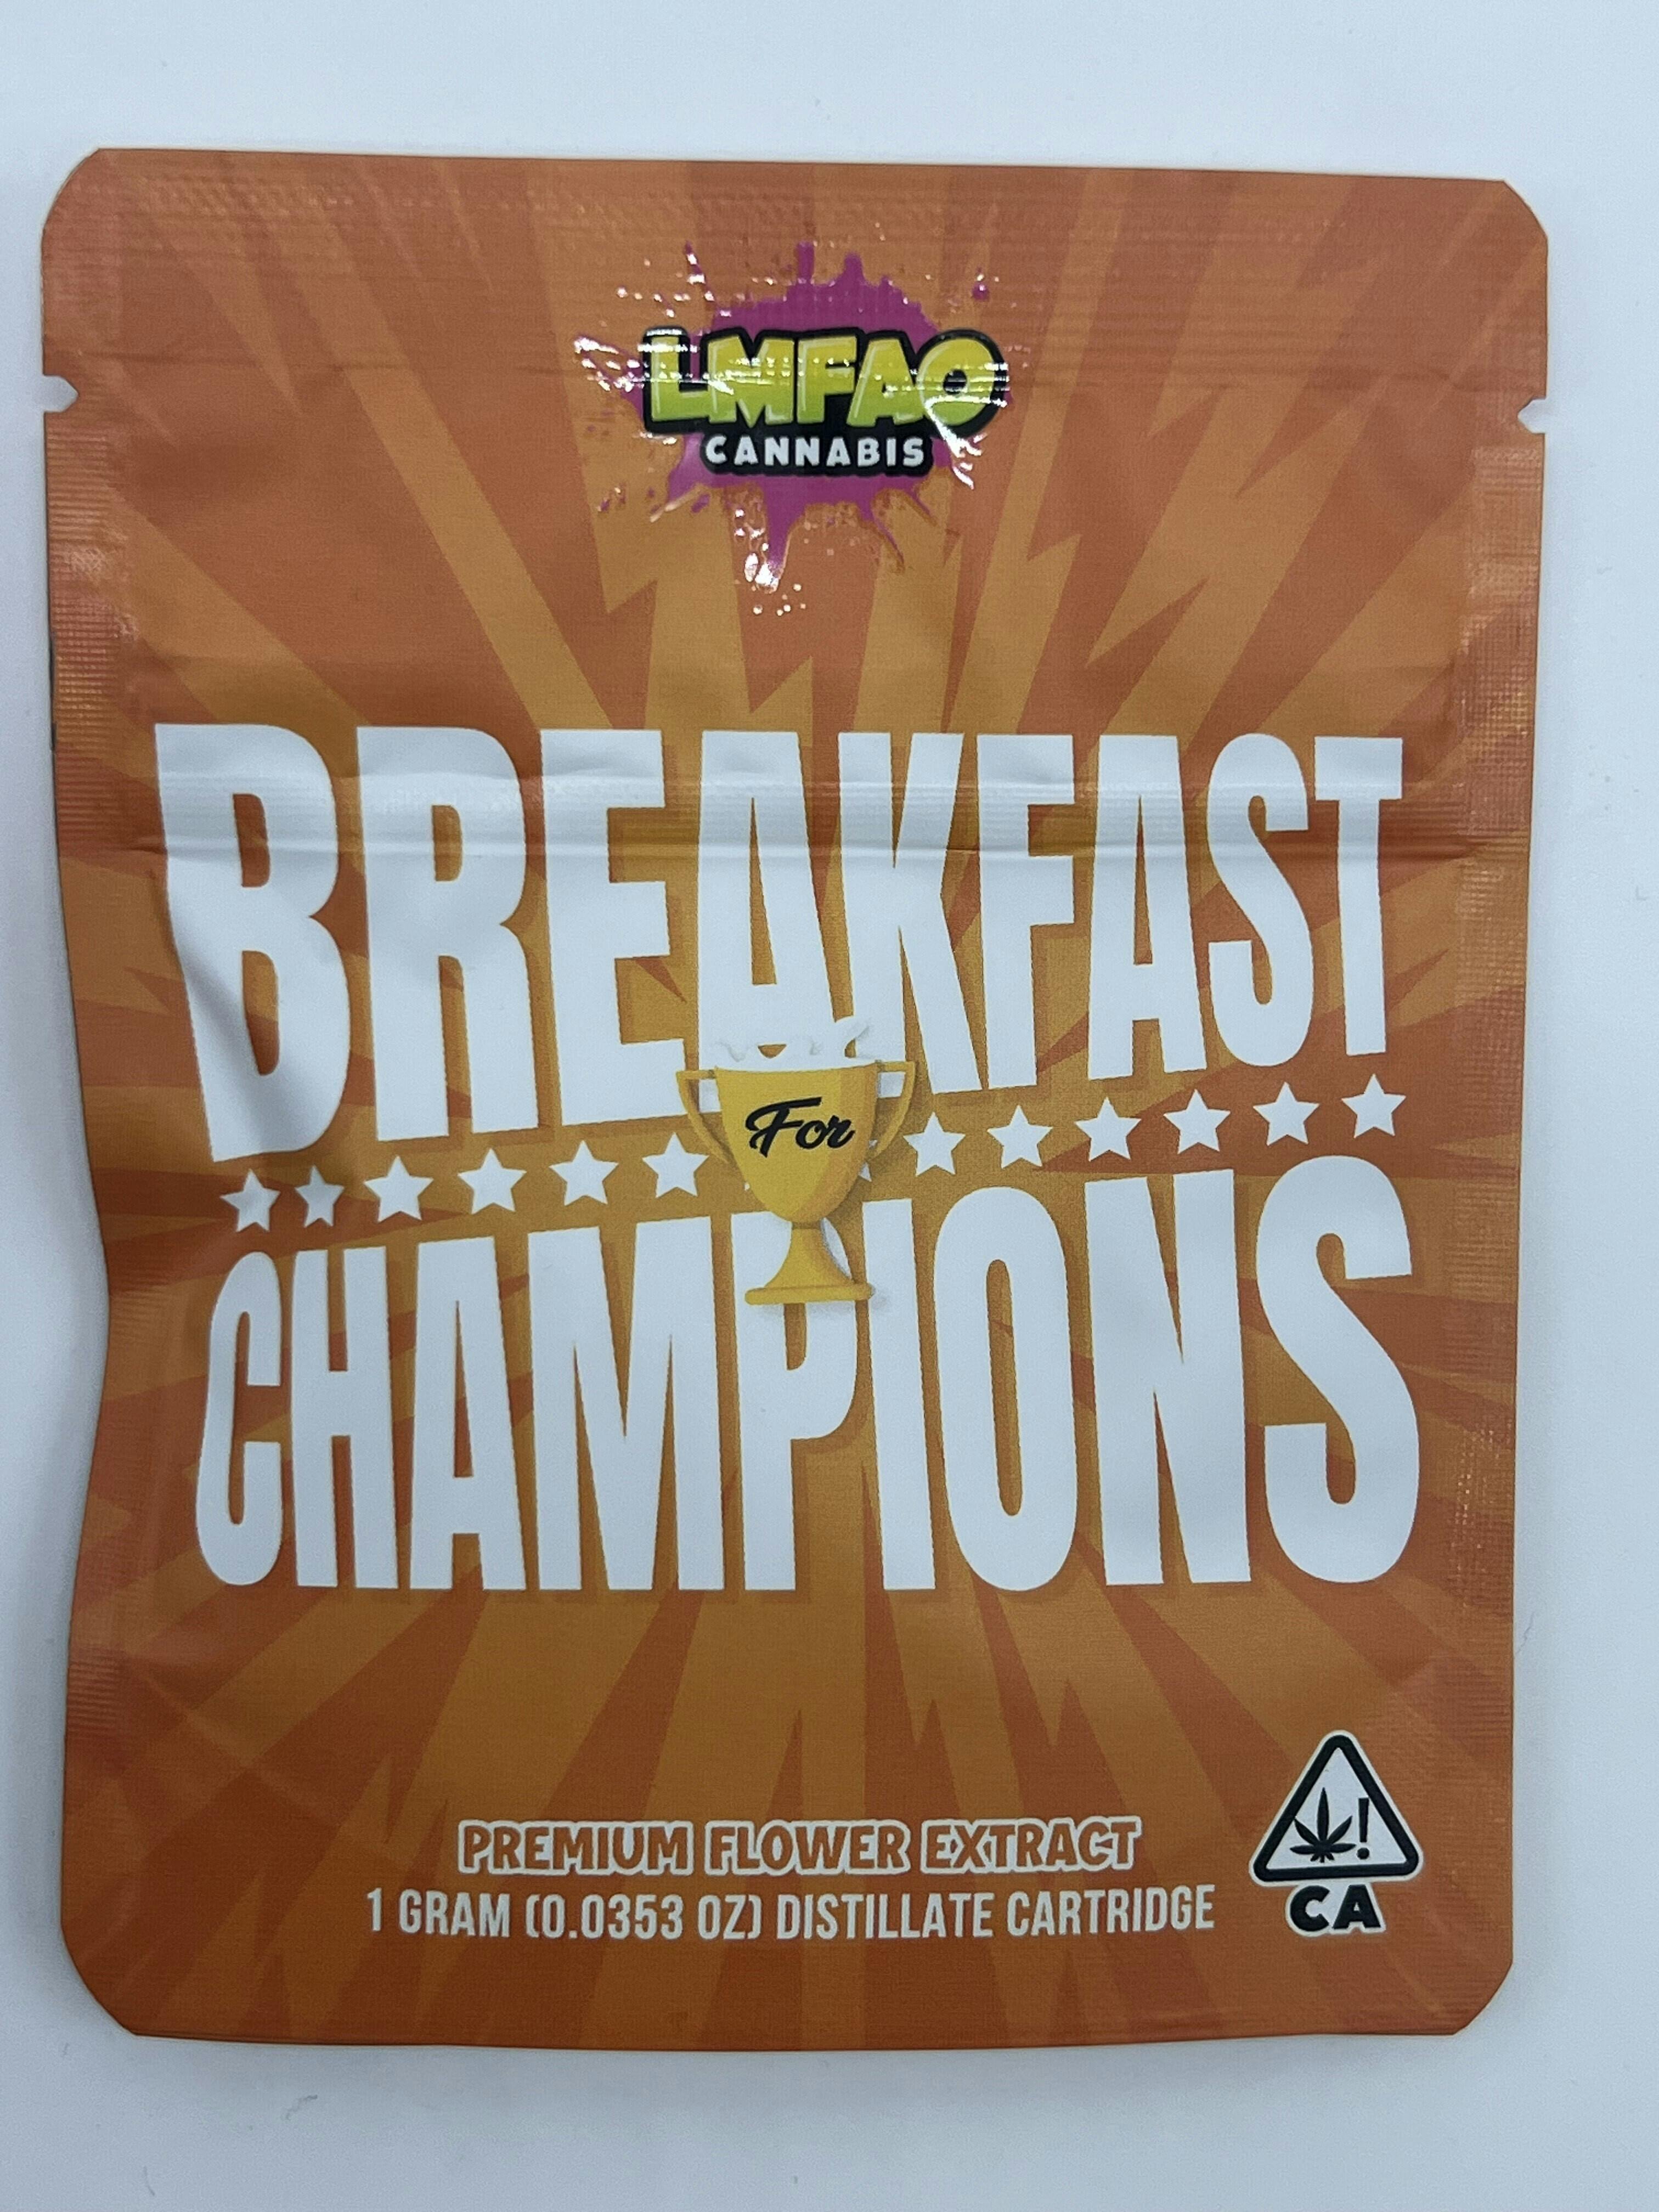 LMFAO
CANNABIS
BREAKFAST
For
CHAMPIONS
PREMIUM FLOWER EXTRACT
1 GRAM (0.0353 OZ) DISTILLATE CARTRIDGE
!
CA